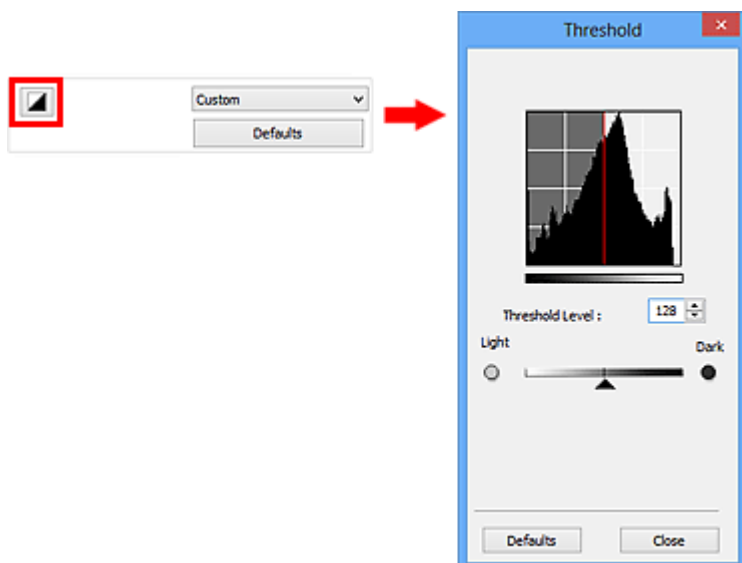 Custom
Defaults
Threshold
Threshold Level :
128
Light
Dark
Defaults
Close